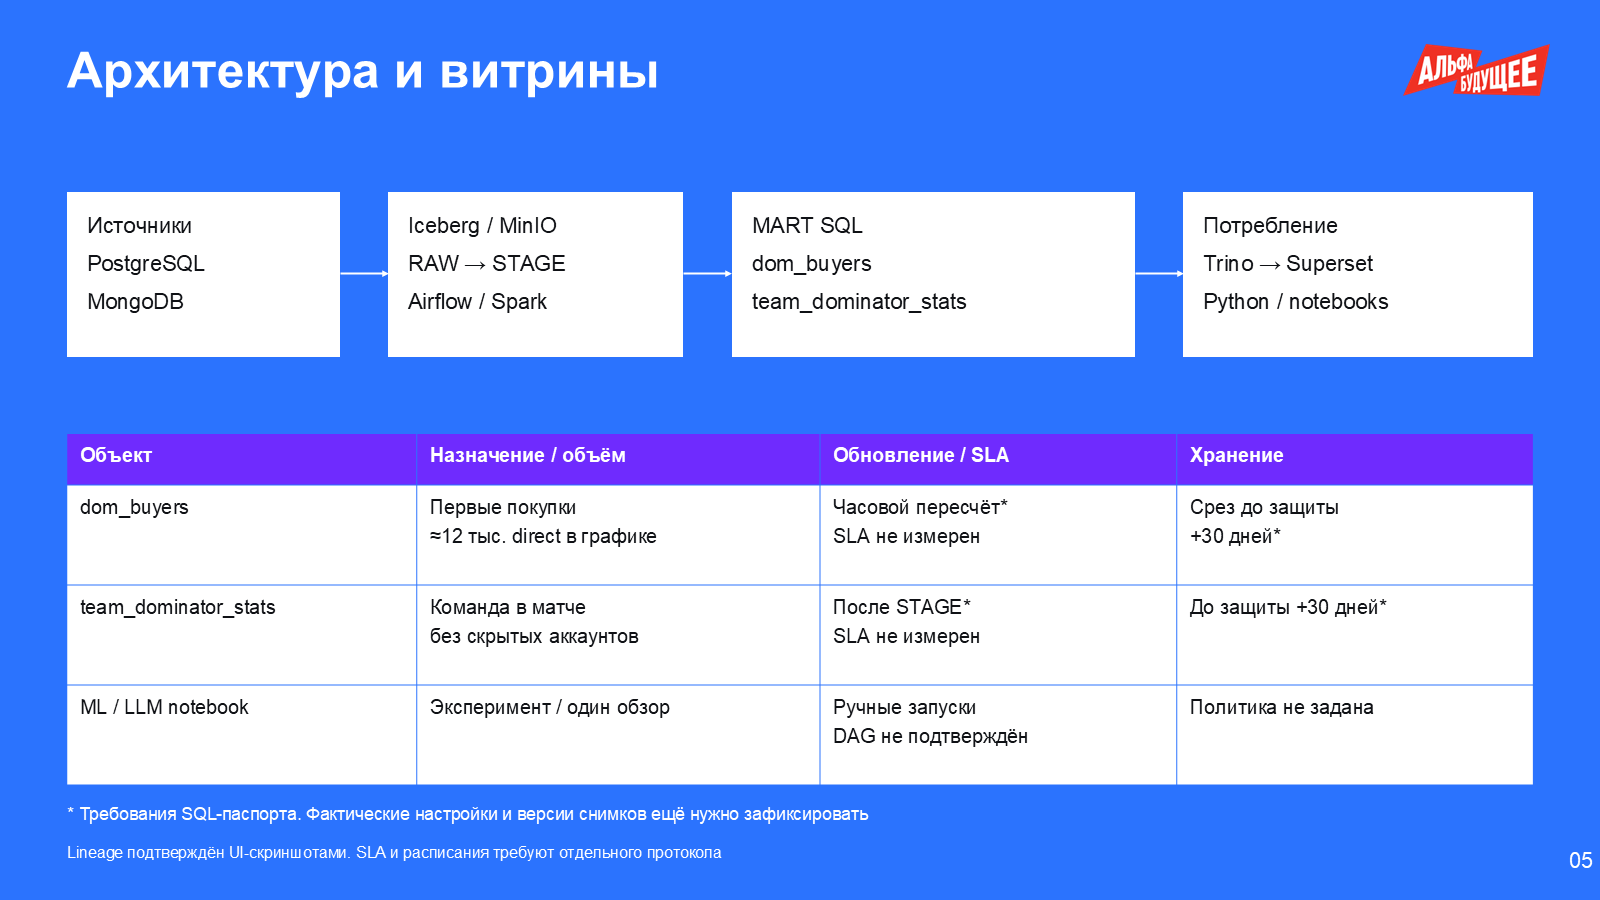 Архитектура и витрины
АЛЬФА
БУДУЩЕЕ
Источники
PostgreSQL
MongoDB
Iceberg / MinIO
RAW → STAGE
Airflow / Spark
MART SQL
dom_buyers
team_dominator_stats
Потребление
Trino → Superset
Python / notebooks
Объект
Назначение / объём
Обновление / SLA
Хранение
dom_buyers
Первые покупки
≈12 тыс. direct в графике
Часовой пересчёт*
SLA не измерен
Срез до защиты
+30 дней*
team_dominator_stats
Команда в матче
без скрытых аккаунтов
После STAGE*
SLA не измерен
До защиты +30 дней*
ML / LLM notebook
Эксперимент / один обзор
Ручные запуски
DAG не подтверждён
Политика не задана
* Требования SQL-паспорта. Фактические настройки и версии снимков ещё нужно зафиксировать
Lineage подтверждён UI-скриншотами. SLA и расписания требуют отдельного протокола
05